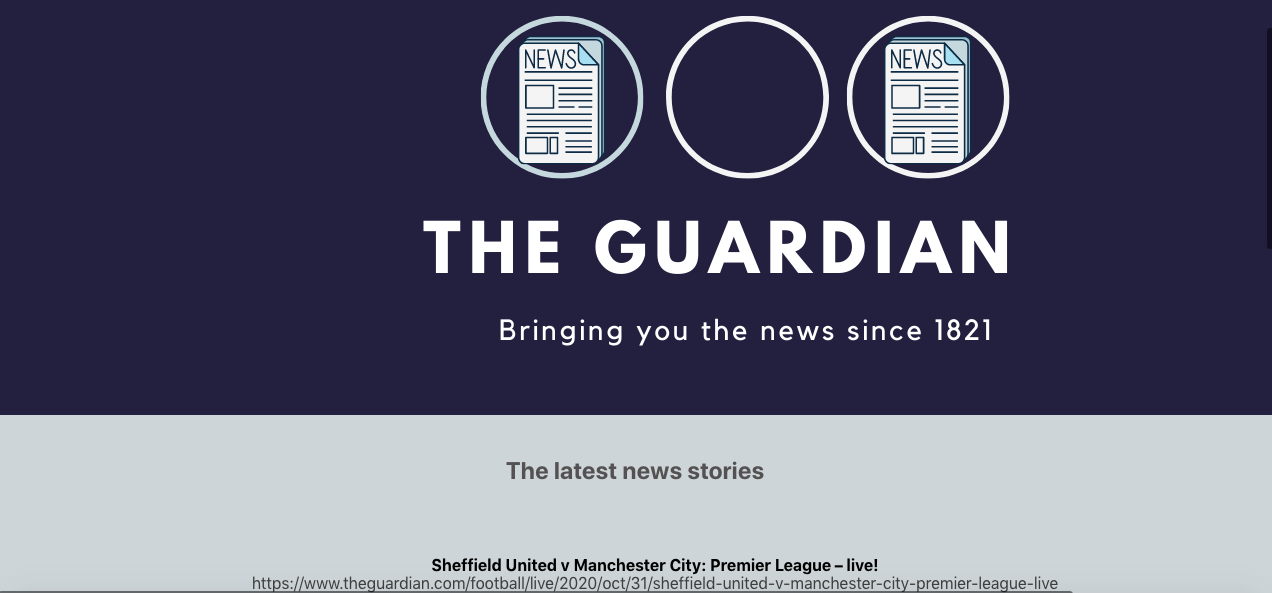 NEWS NEWS
THE GUARDIAN
Bringing you the news since 1821
The latest news stories
Sheffield United v Manchester City: Premier League – live!
https://www.theguardian.com/football/live/2020/oct/31/sheffield-united-v-manchester-city-premier-league-live